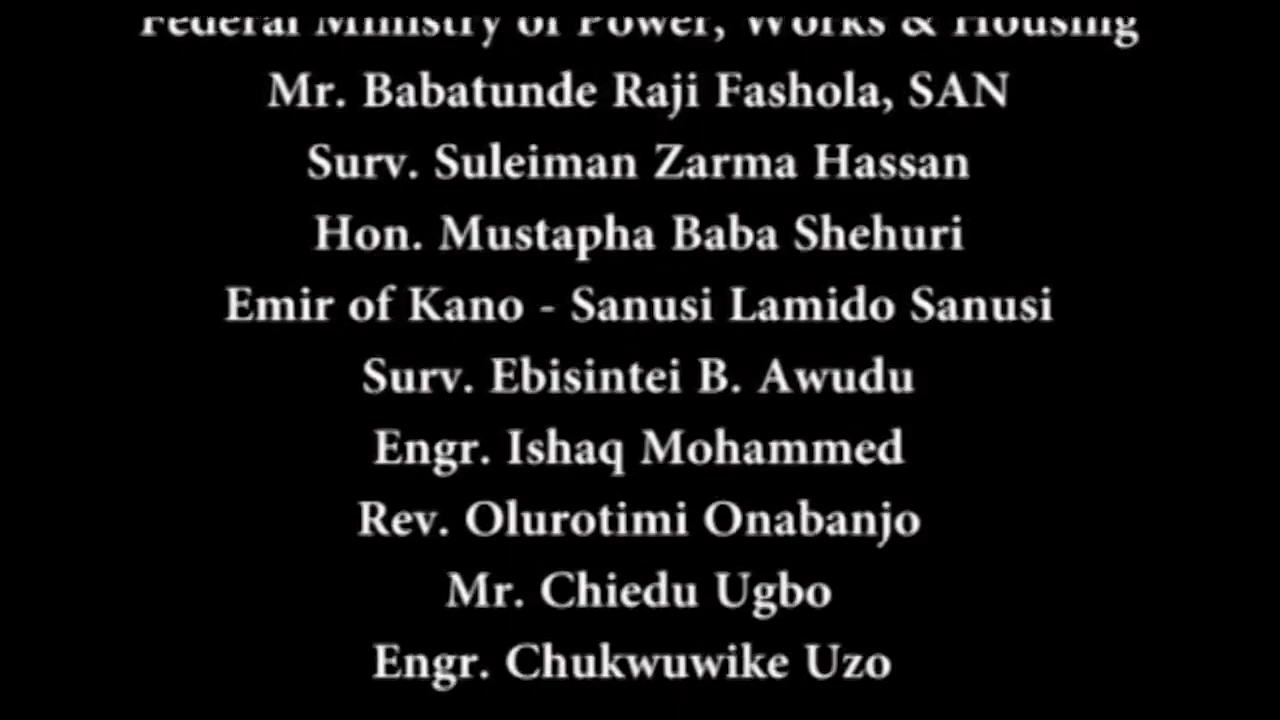 Federal Ministry of Power, Works & Housing
Mr. Babatunde Raji Fashola, SAN
Surv. Suleiman Zarma Hassan
Hon. Mustapha Baba Shehuri
Emir of Kano - Sanusi Lamido Sanusi
Surv. Ebisintei B. Awudu
Engr. Ishaq Mohammed
Rev. Olurotimi Onabanjo
Mr. Chiedu Ugbo
Engr. Chukwuwike Uzo